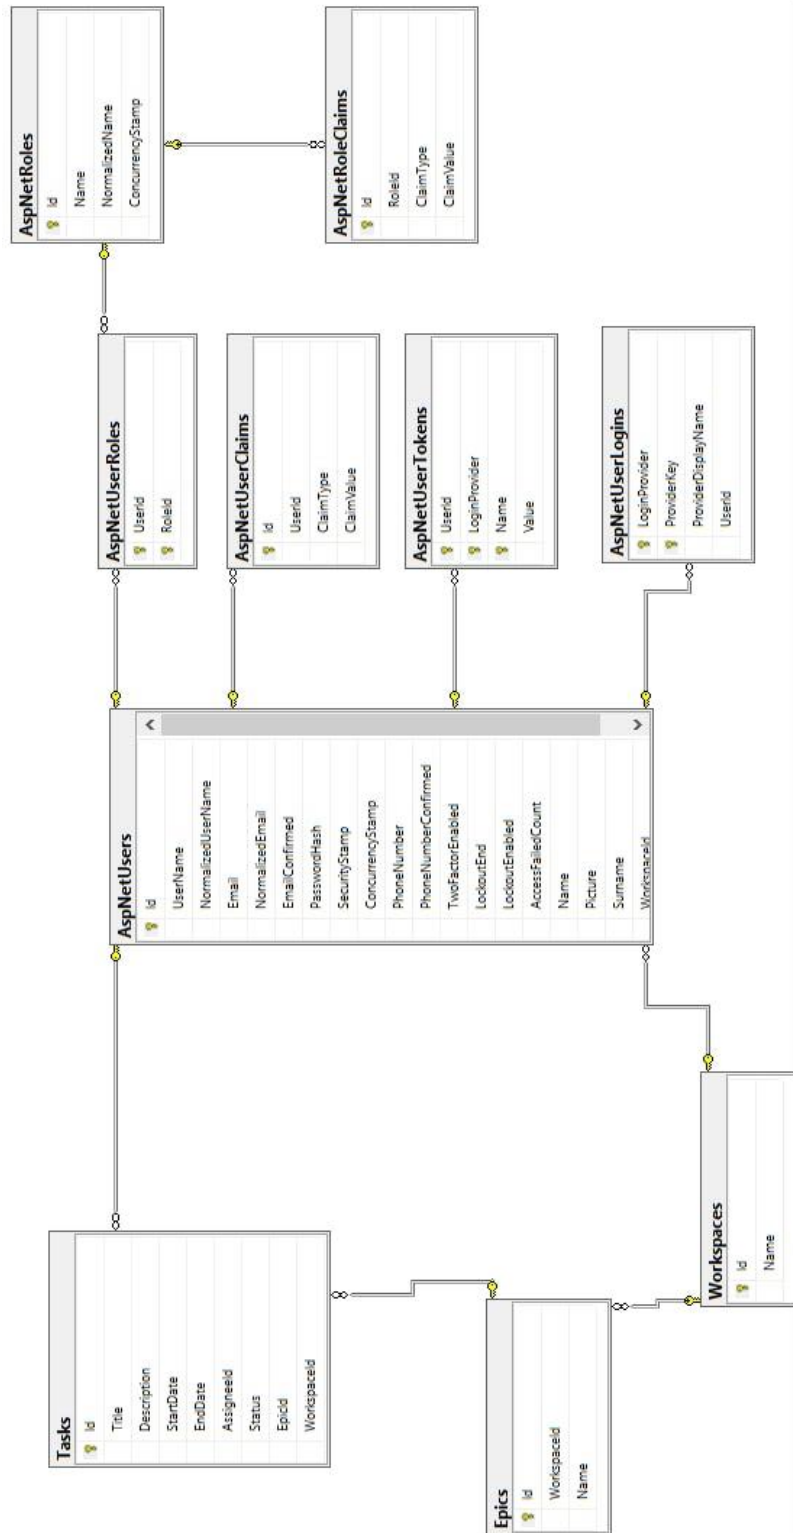 Tasks
Id
Title
Description
StartDate
EndDate
AssigneeId
Status
EpicId
WorkspaceId
Epics
Id
WorkspaceId
Name
Workspaces
Id
Name
AspNetUsers
Id
UserName
NormalizedUserName
Email
NormalizedEmail
EmailConfirmed
PasswordHash
SecurityStamp
ConcurrencyStamp
PhoneNumber
PhoneNumberConfirmed
TwoFactorEnabled
LockoutEnd
LockoutEnabled
AccessFailedCount
Name
Picture
Surname
WorkspaceId
AspNetUserRoles
UserId
RoleId
AspNetUserClaims
Id
UserId
ClaimType
ClaimValue
AspNetUserTokens
UserId
LoginProvider
Name
Value
AspNetUserLogins
LoginProvider
ProviderKey
ProviderDisplayName
UserId
AspNetRoles
Id
Name
NormalizedName
ConcurrencyStamp
AspNetRoleClaims
Id
RoleId
ClaimType
ClaimValue